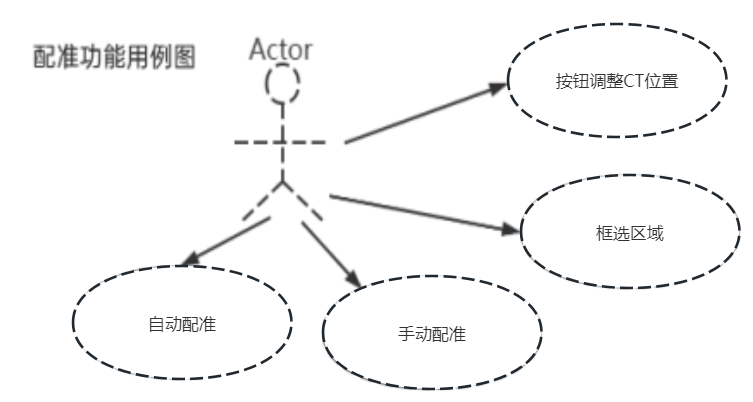 配准功能用例图
Actor
按钮调整CT位置
框选区域
自动配准
手动配准